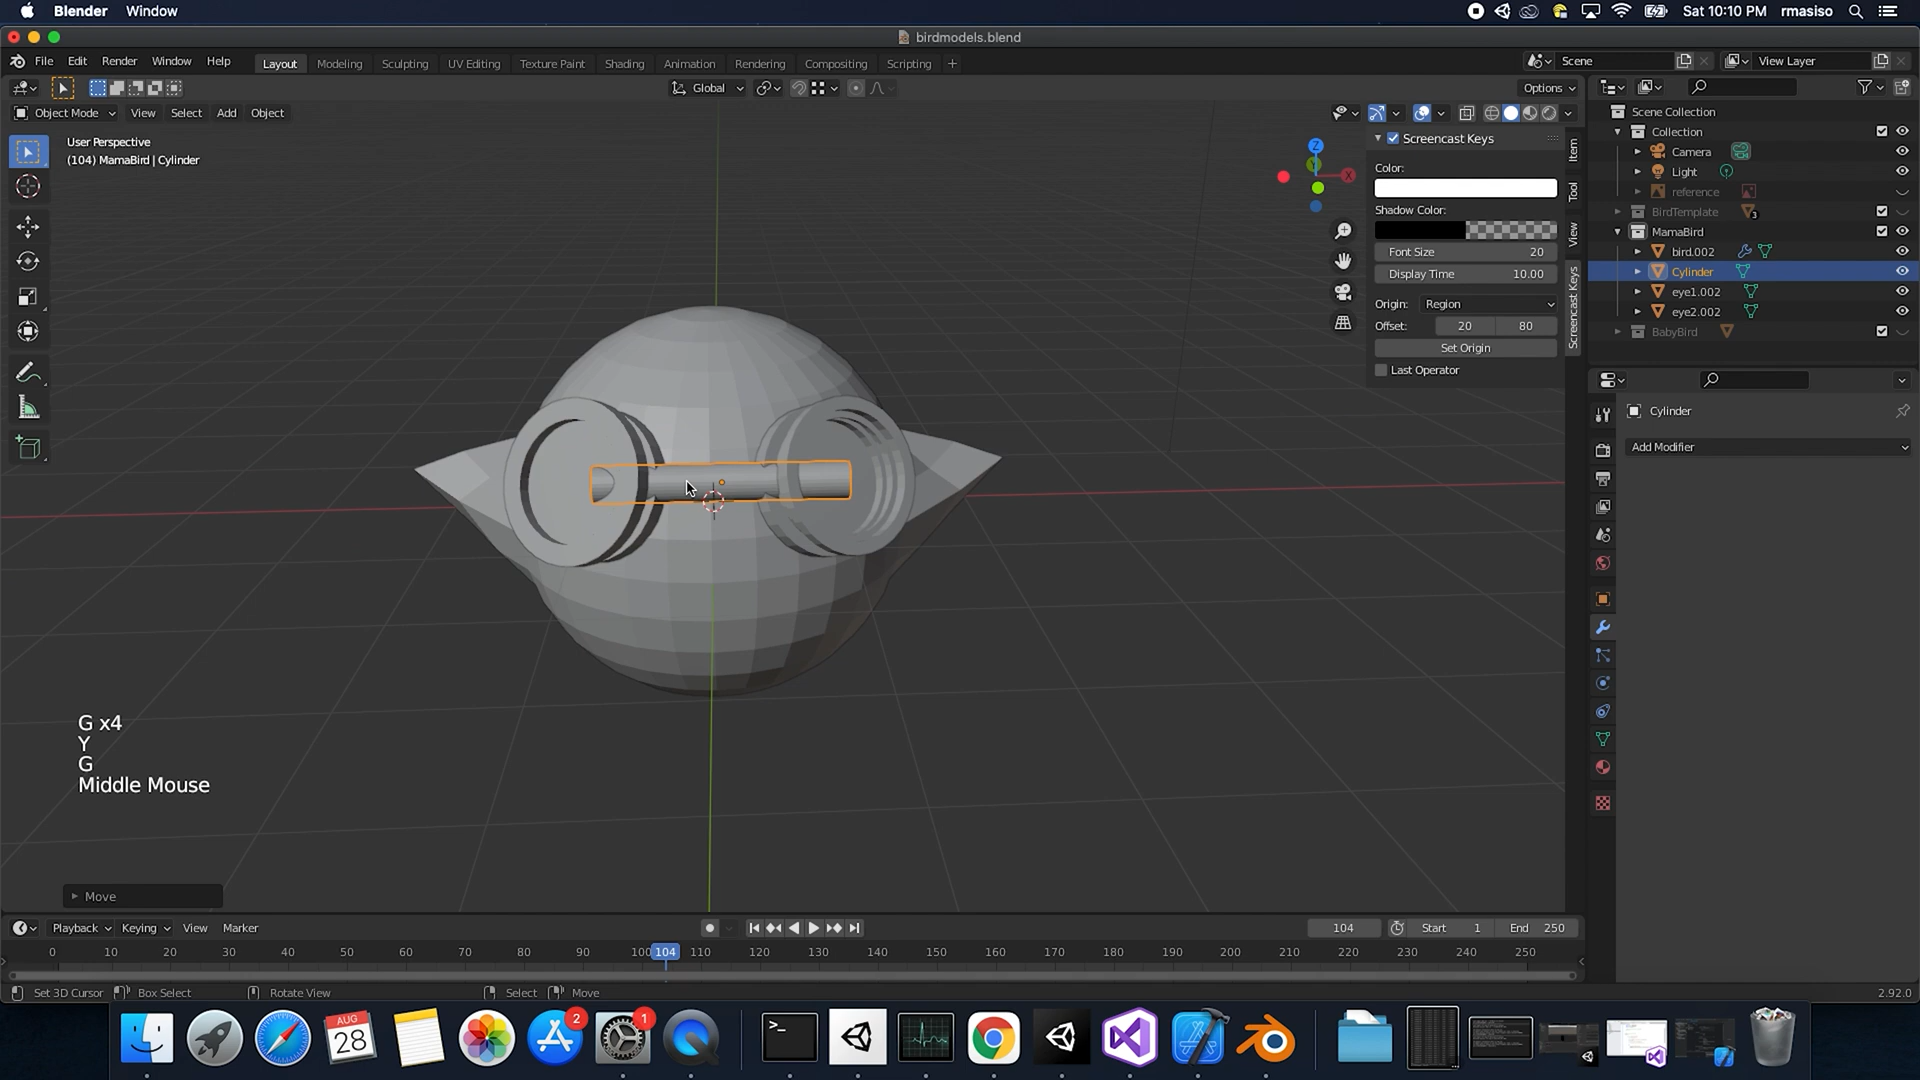 Blender Window Sat 10:10 PM rmasiso
birdmodels.blend
File Edit Render Window Help Layout Modeling Sculpting UV Editing Texture Paint Shading Animation Rendering Compositing Scripting + Scene View Layer
Global Options
Object Mode View Select Add Object
User Perspective
(104) MamaBird | Cylinder
Screencast Keys
Color:
Shadow Color:
Font Size 20
Display Time 10.00
Origin: Region
Offset: 20 80
Set Origin
Last Operator
Item
Tool
View
Screencast Keys
Z
Y
X
Scene Collection
Collection
Camera
Light
reference
BirdTemplate 3
MamaBird
bird.002
Cylinder
eye1.002
eye2.002
BabyBird
Cylinder
Add Modifier
G x4
Y
G
Middle Mouse
Move
Playback Keying View Marker 104 Start 1 End 250
0 10 20 30 40 50 60 70 80 90 100 104 110 120 130 140 150 160 170 180 190 200 210 220 230 240 250
Set 3D Cursor Box Select Rotate View Select Move 2.92.0
AUG
28
2
1